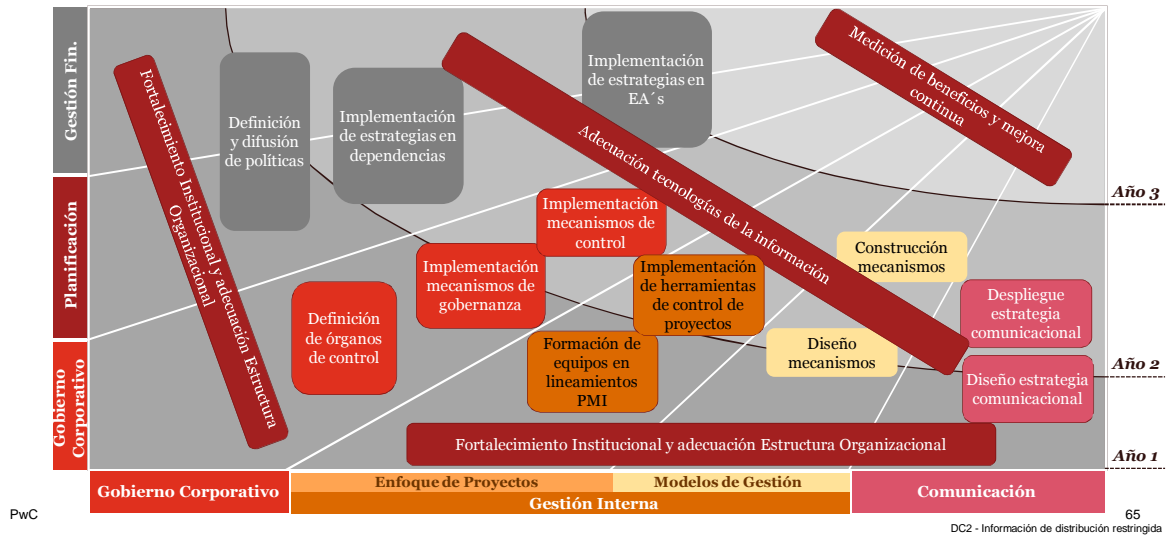 Gestión Fin.
Planificación
Gobierno
Corporativo
Fortalecimiento Institucional y adecuación Estructura
Organizacional
Definición
y difusión
de políticas
Implementación
de estrategias en
dependencias
Implementación
de estrategias en
EA´s
Medición de beneficios y mejora
continua
Adecuación tecnologías de la información
Implementación
mecanismos de
control
Implementación
mecanismos de
gobernanza
Implementación
de herramientas
de control de
proyectos
Construcción
mecanismos
Definición
de órganos
de control
Formación de
equipos en
lineamientos
PMI
Diseño
mecanismos
Despliegue
estrategia
comunicacional
Diseño estrategia
comunicacional
Fortalecimiento Institucional y adecuación Estructura Organizacional
Año 3
Año 2
Año 1
Gobierno Corporativo
Enfoque de Proyectos
Modelos de Gestión
Gestión Interna
Comunicación
PwC
65
DC2 - Información de distribución restringida